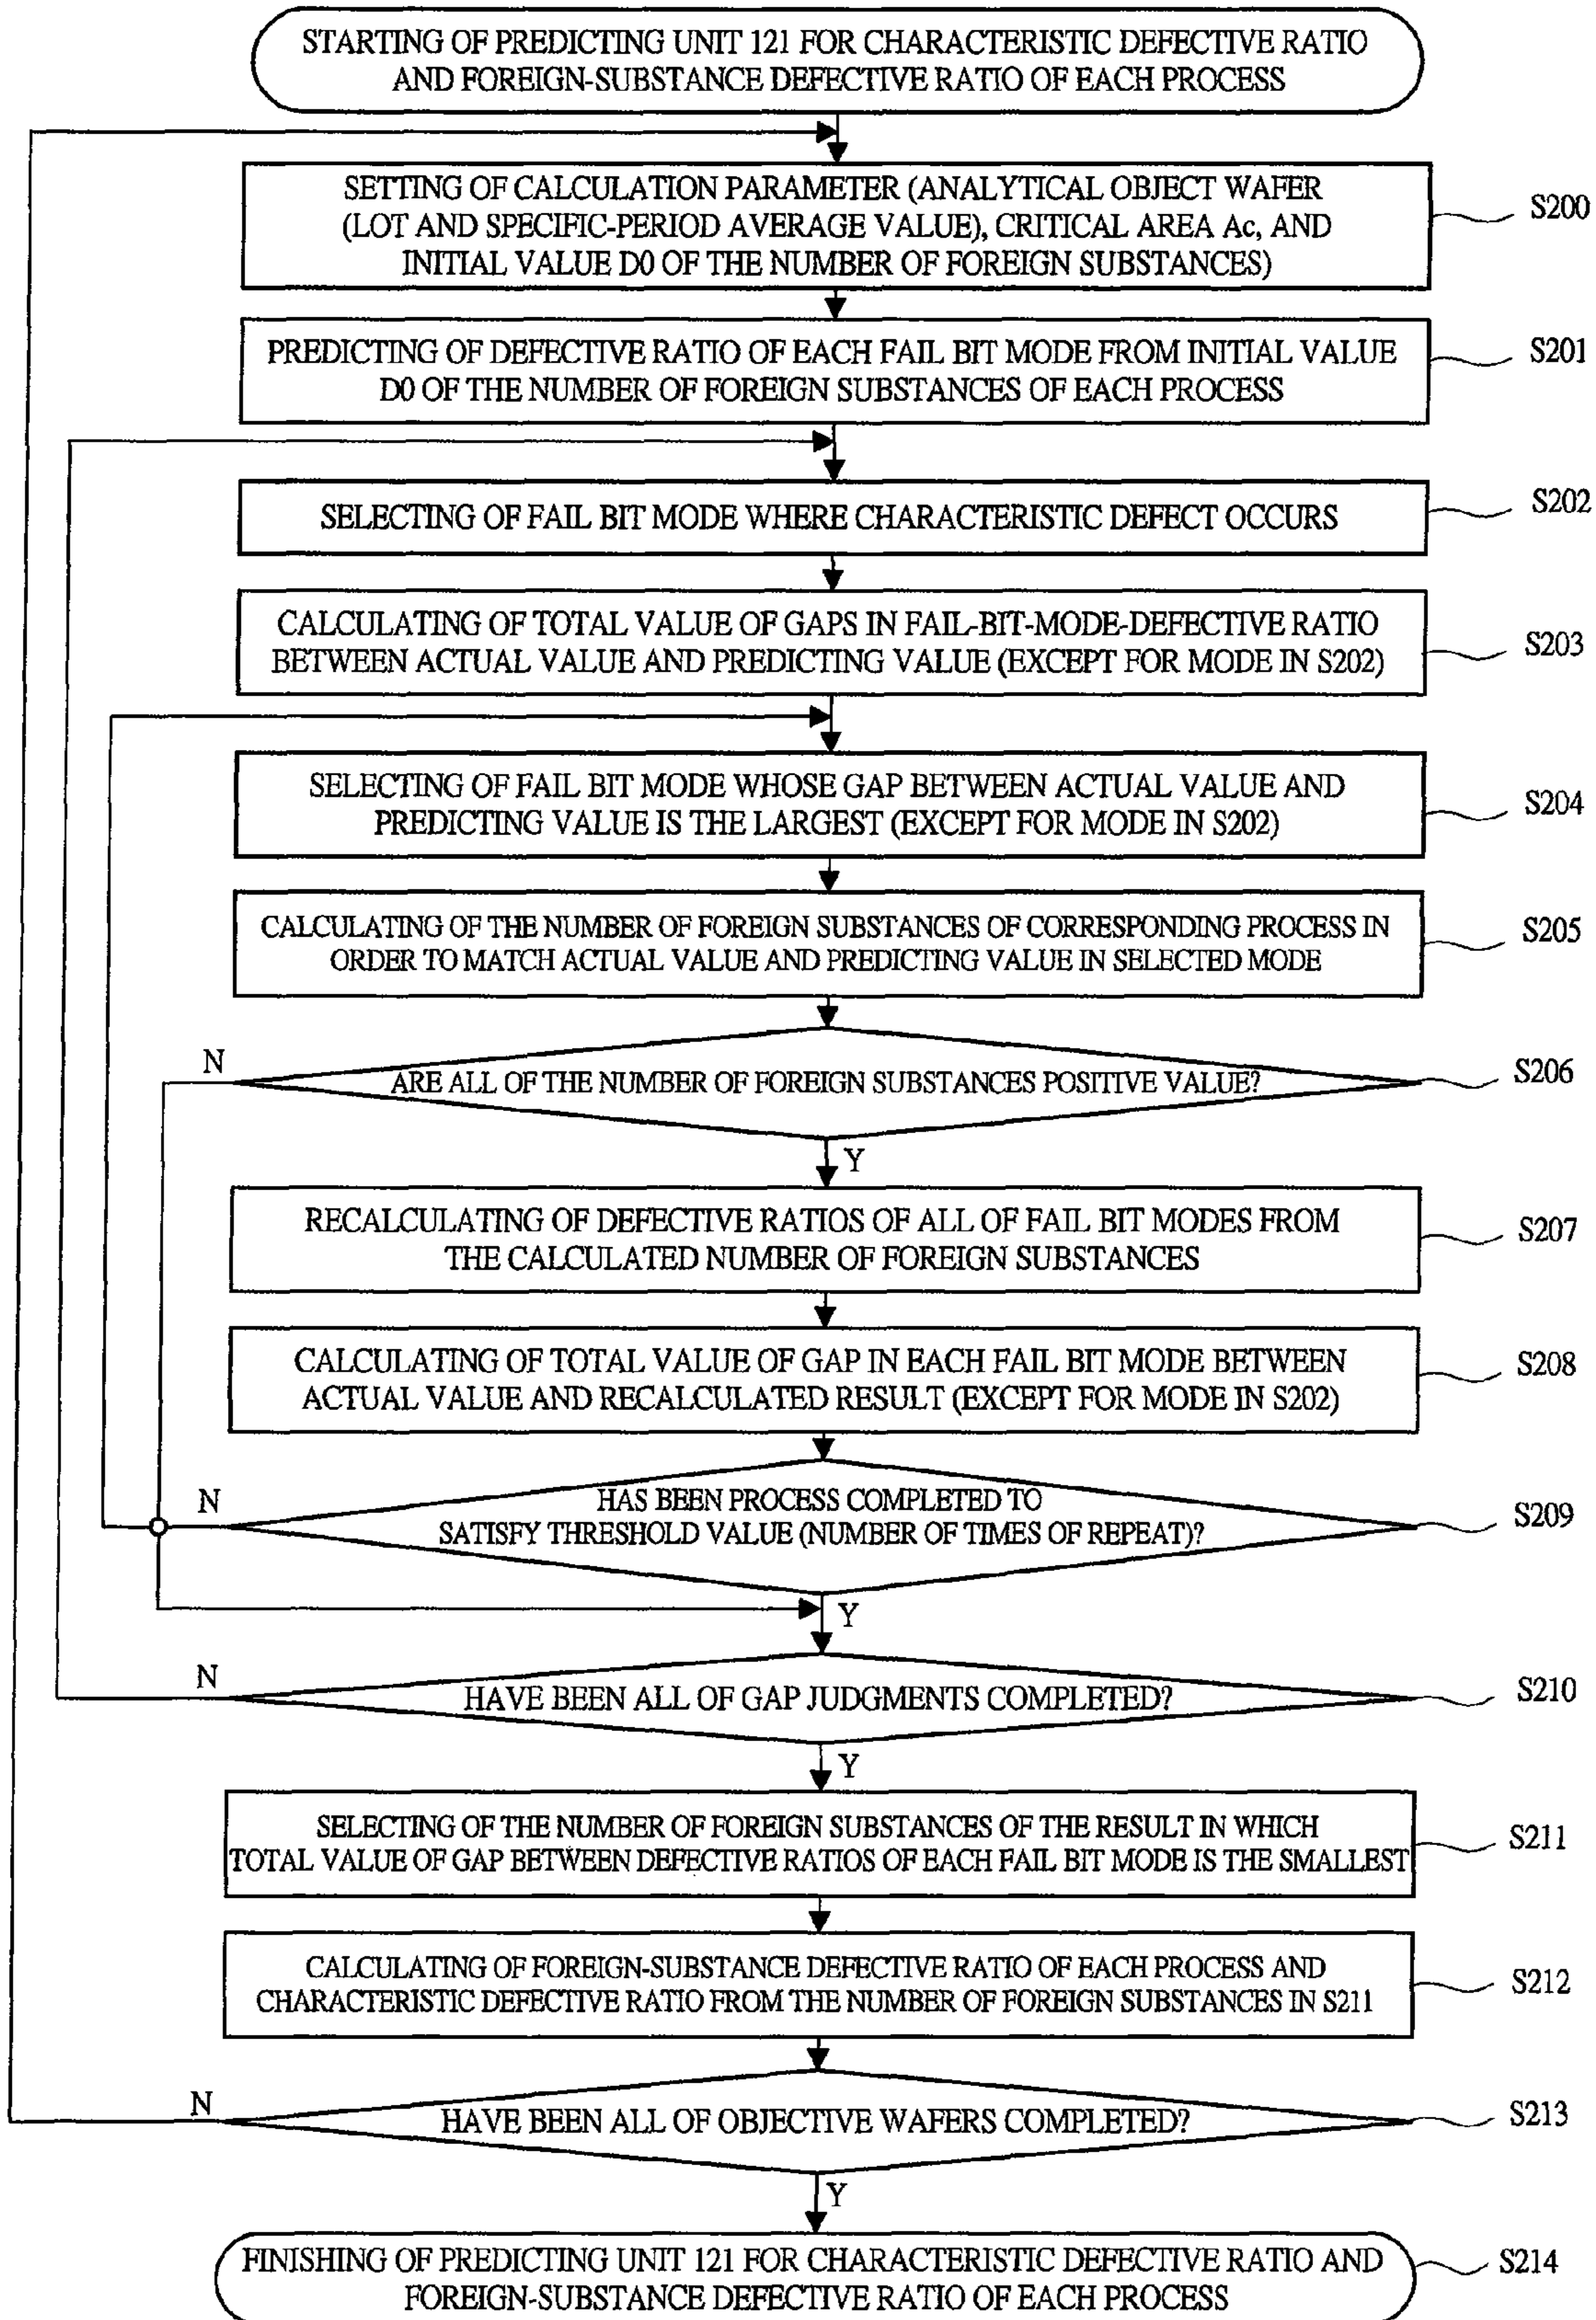 STARTING OF PREDICTING UNIT 121 FOR CHARACTERISTIC DEFECTIVE RATIO
AND FOREIGN-SUBSTANCE DEFECTIVE RATIO OF EACH PROCESS
SETTING OF CALCULATION PARAMETER (ANALYTICAL OBJECT WAFER
(LOT AND SPECIFIC-PERIOD AVERAGE VALUE), CRITICAL AREA Ac, AND
INITIAL VALUE D0 OF THE NUMBER OF FOREIGN SUBSTANCES)
S200
PREDICTING OF DEFECTIVE RATIO OF EACH FAIL BIT MODE FROM INITIAL VALUE
D0 OF THE NUMBER OF FOREIGN SUBSTANCES OF EACH PROCESS
S201
SELECTING OF FAIL BIT MODE WHERE CHARACTERISTIC DEFECT OCCURS
S202
CALCULATING OF TOTAL VALUE OF GAPS IN FAIL-BIT-MODE-DEFECTIVE RATIO
BETWEEN ACTUAL VALUE AND PREDICTING VALUE (EXCEPT FOR MODE IN S202)
S203
SELECTING OF FAIL BIT MODE WHOSE GAP BETWEEN ACTUAL VALUE AND
PREDICTING VALUE IS THE LARGEST (EXCEPT FOR MODE IN S202)
S204
CALCULATING OF THE NUMBER OF FOREIGN SUBSTANCES OF CORRESPONDING PROCESS IN
ORDER TO MATCH ACTUAL VALUE AND PREDICTING VALUE IN SELECTED MODE
S205
N
ARE ALL OF THE NUMBER OF FOREIGN SUBSTANCES POSITIVE VALUE?
S206
Y
RECALCULATING OF DEFECTIVE RATIOS OF ALL OF FAIL BIT MODES FROM
THE CALCULATED NUMBER OF FOREIGN SUBSTANCES
S207
CALCULATING OF TOTAL VALUE OF GAP IN EACH FAIL BIT MODE BETWEEN
ACTUAL VALUE AND RECALCULATED RESULT (EXCEPT FOR MODE IN S202)
S208
N
HAS BEEN PROCESS COMPLETED TO
SATISFY THRESHOLD VALUE (NUMBER OF TIMES OF REPEAT)?
S209
Y
N
HAVE BEEN ALL OF GAP JUDGMENTS COMPLETED?
S210
Y
SELECTING OF THE NUMBER OF FOREIGN SUBSTANCES OF THE RESULT IN WHICH
TOTAL VALUE OF GAP BETWEEN DEFECTIVE RATIOS OF EACH FAIL BIT MODE IS THE SMALLEST
S211
CALCULATING OF FOREIGN-SUBSTANCE DEFECTIVE RATIO OF EACH PROCESS AND
CHARACTERISTIC DEFECTIVE RATIO FROM THE NUMBER OF FOREIGN SUBSTANCES IN S211
S212
N
HAVE BEEN ALL OF OBJECTIVE WAFERS COMPLETED?
S213
Y
FINISHING OF PREDICTING UNIT 121 FOR CHARACTERISTIC DEFECTIVE RATIO AND
FOREIGN-SUBSTANCE DEFECTIVE RATIO OF EACH PROCESS
S214